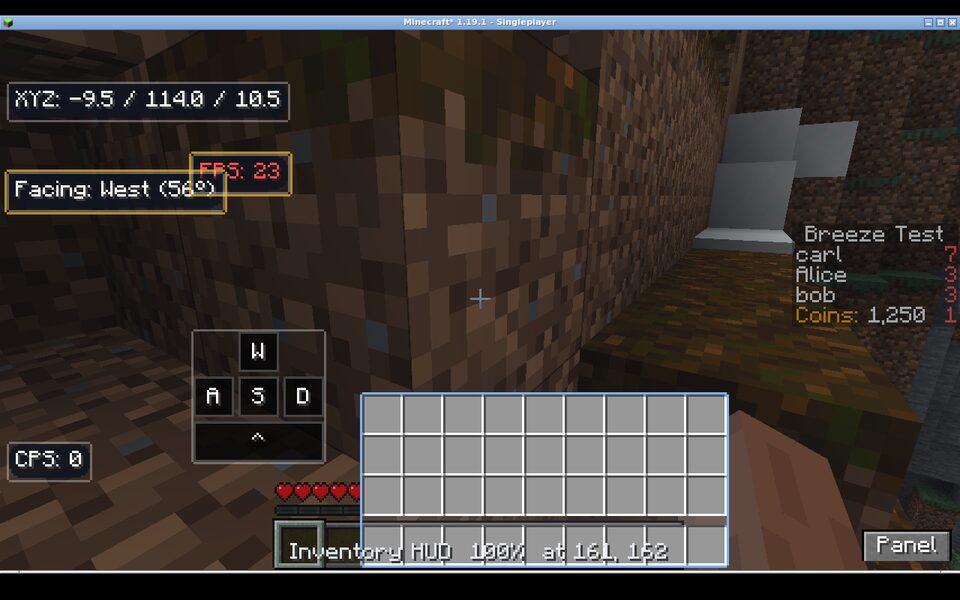 Minecraft* 1.19.1 - Singleplayer
XYZ: -9.5 / 114.0 / 10.5
FPS: 23
Facing: West (56º)
Breeze Test
carl 7
Alice 3
bob 3
Coins: 1,250 1
W
A S D
^
CPS: 0
Inventory HUD 100% at 161, 162
Panel